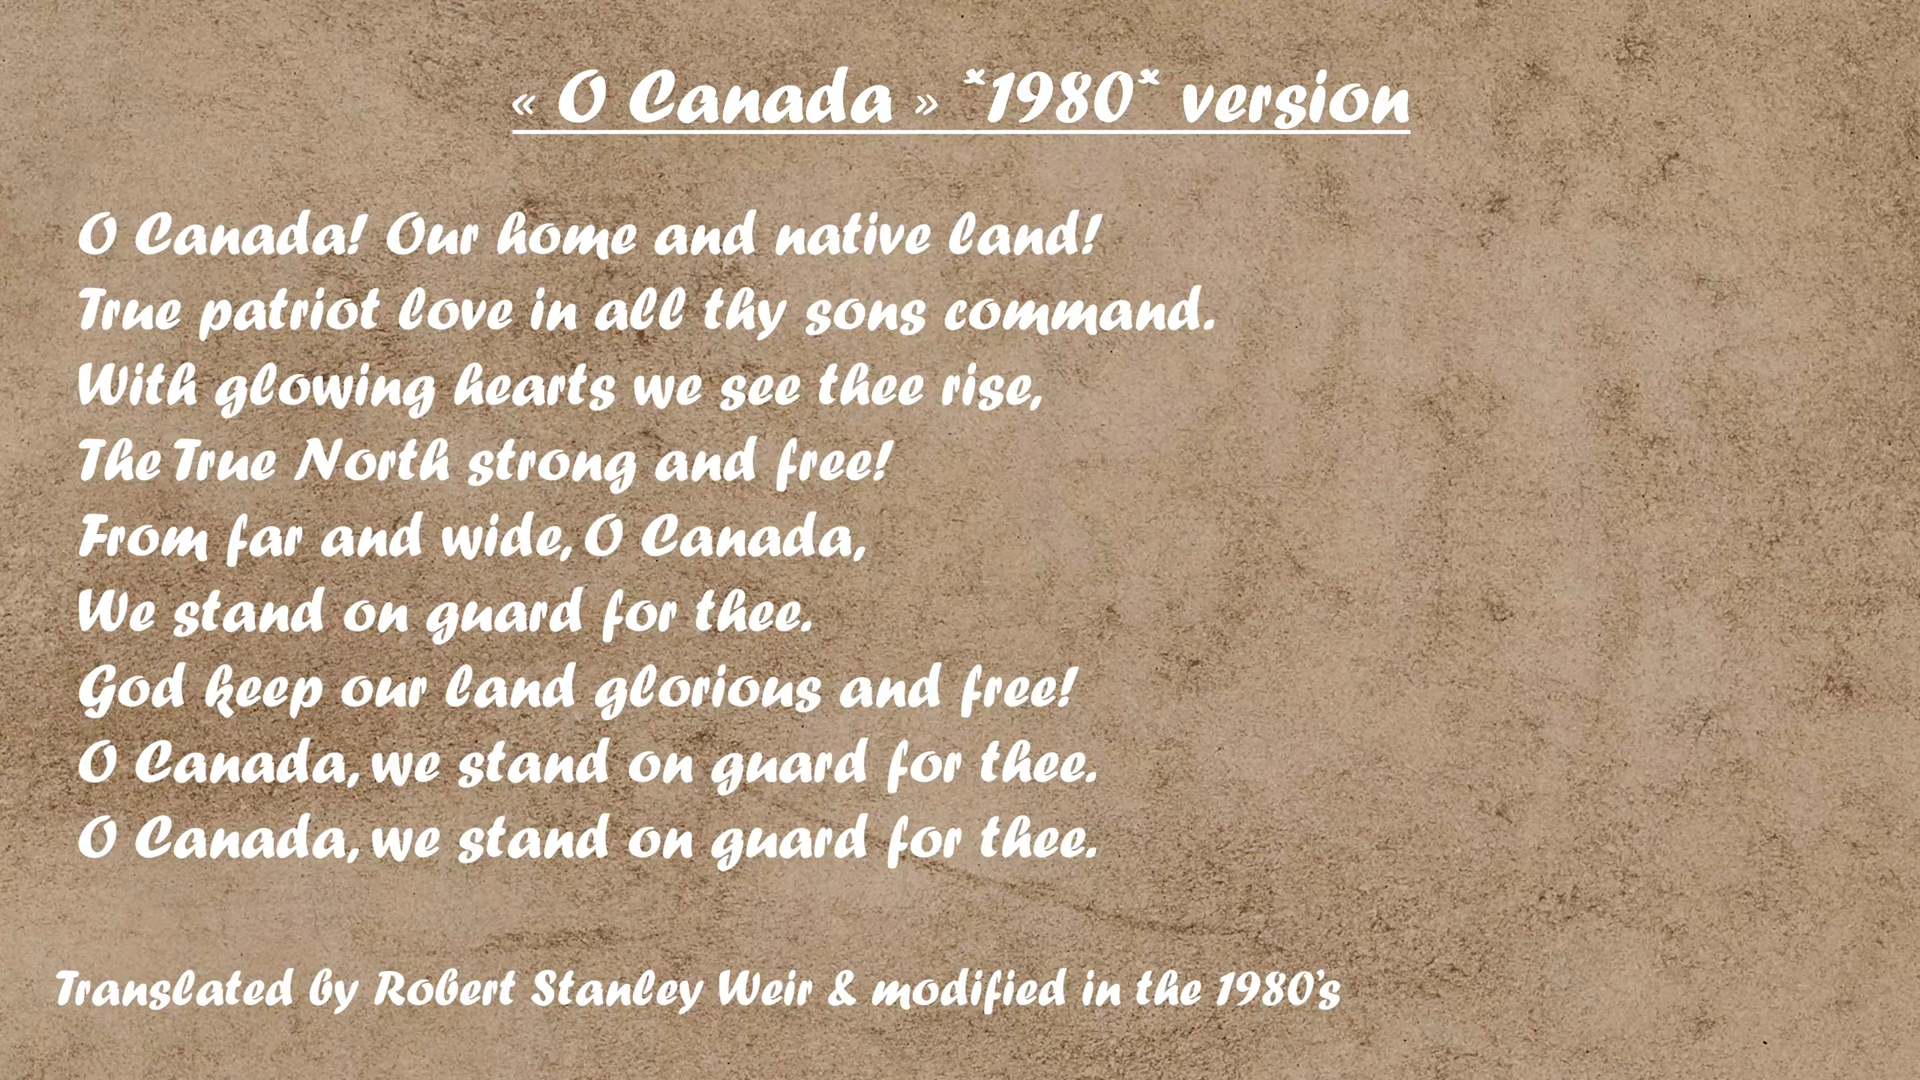 « O Canada » *1980* version
O Canada! Our home and native land!
True patriot love in all thy sons command.
With glowing hearts we see thee rise,
The True North strong and free!
From far and wide, O Canada,
We stand on guard for thee.
God keep our land glorious and free!
O Canada, we stand on guard for thee.
O Canada, we stand on guard for thee.
Translated by Robert Stanley Weir & modified in the 1980's